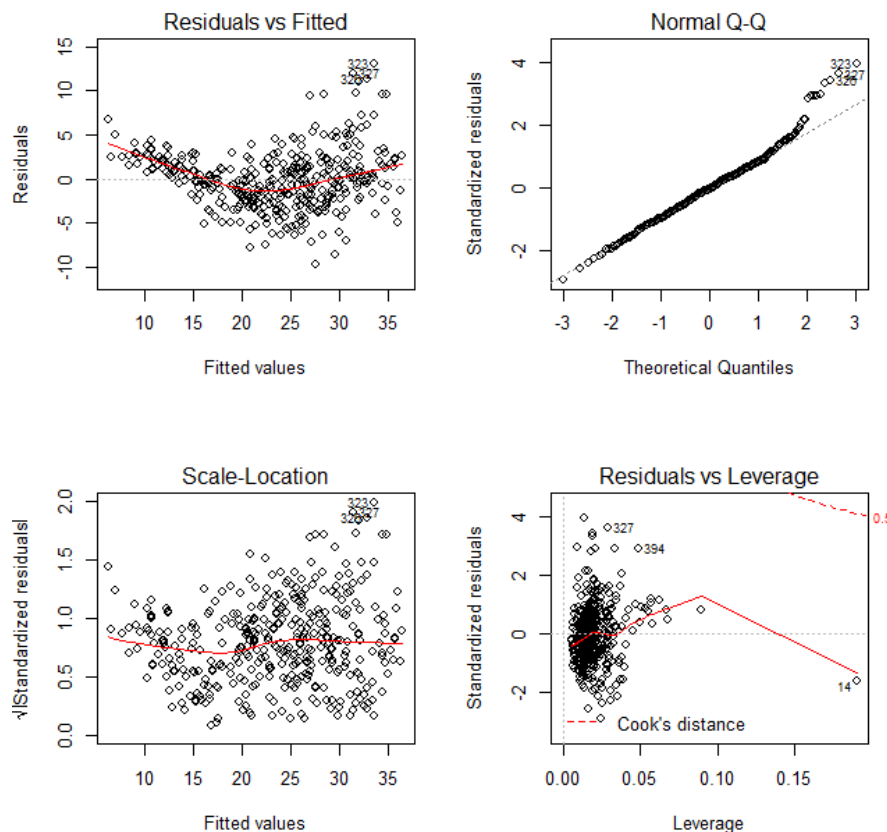 Residuals vs Fitted
Residuals
15
10
5
0
-5
-10
323
327
326
10 15 20 25 30 35
Fitted values
Normal Q-Q
Standardized residuals
4
2
0
-2
323
327
326
-3 -2 -1 0 1 2 3
Theoretical Quantiles
Scale-Location
√|Standardized residuals|
2.0
1.5
1.0
0.5
0.0
323
327
326
10 15 20 25 30 35
Fitted values
Residuals vs Leverage
Standardized residuals
4
2
0
-2
327
394
14
0.5
Cook's distance
0.00 0.05 0.10 0.15
Leverage